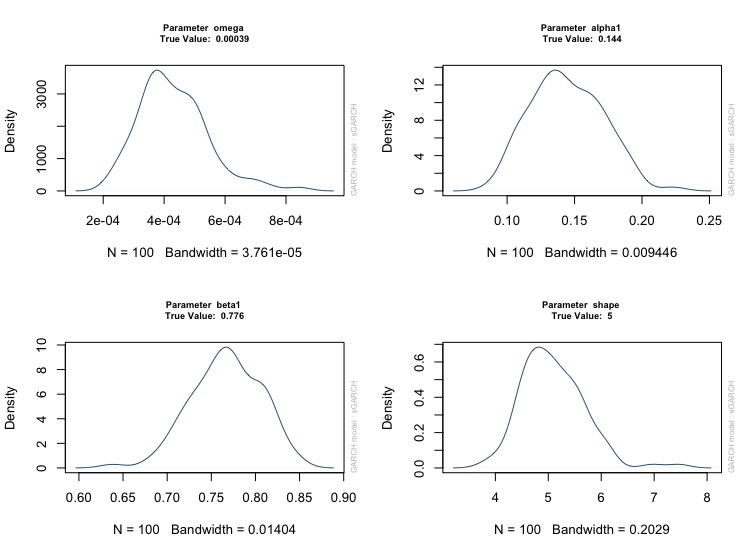 Parameter omega
True Value: 0.00039
Density
0 1000 3000
2e-04 4e-04 6e-04 8e-04
N = 100 Bandwidth = 3.761e-05
GARCH model : sGARCH
Parameter alpha1
True Value: 0.144
Density
0 4 8 12
0.10 0.15 0.20 0.25
N = 100 Bandwidth = 0.009446
GARCH model : sGARCH
Parameter beta1
True Value: 0.776
Density
0 2 4 6 8 10
0.60 0.65 0.70 0.75 0.80 0.85 0.90
N = 100 Bandwidth = 0.01404
GARCH model : sGARCH
Parameter shape
True Value: 5
Density
0.0 0.2 0.4 0.6
4 5 6 7 8
N = 100 Bandwidth = 0.2029
GARCH model : sGARCH